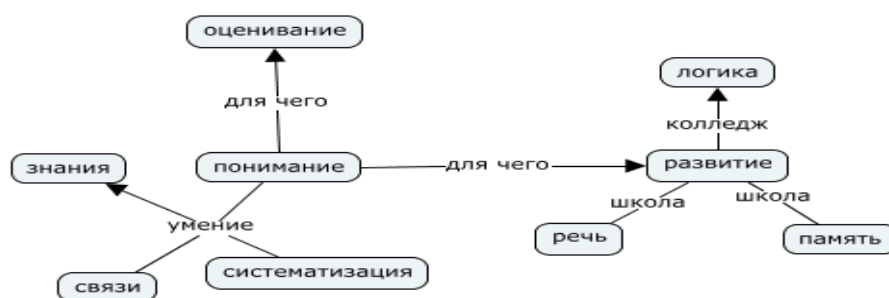 оценивание
логика
для чего
колледж
знания
понимание
для чего
развитие
школа
школа
умение
речь
память
связи
систематизация